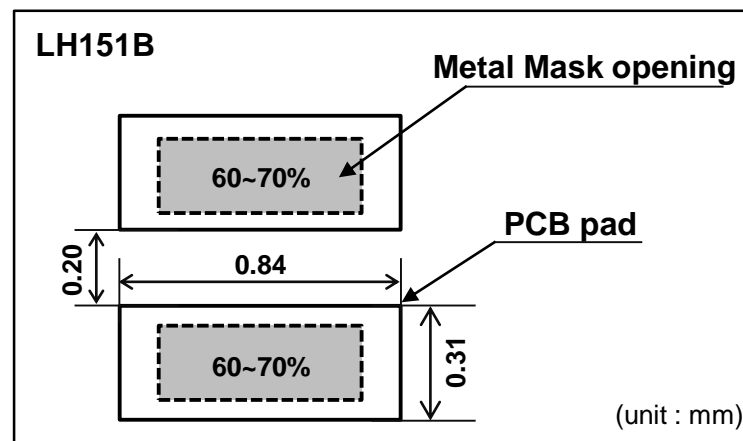 LH151B
Metal Mask opening
60~70%
PCB pad
0.20
0.84
60~70%
0.31
(unit : mm)